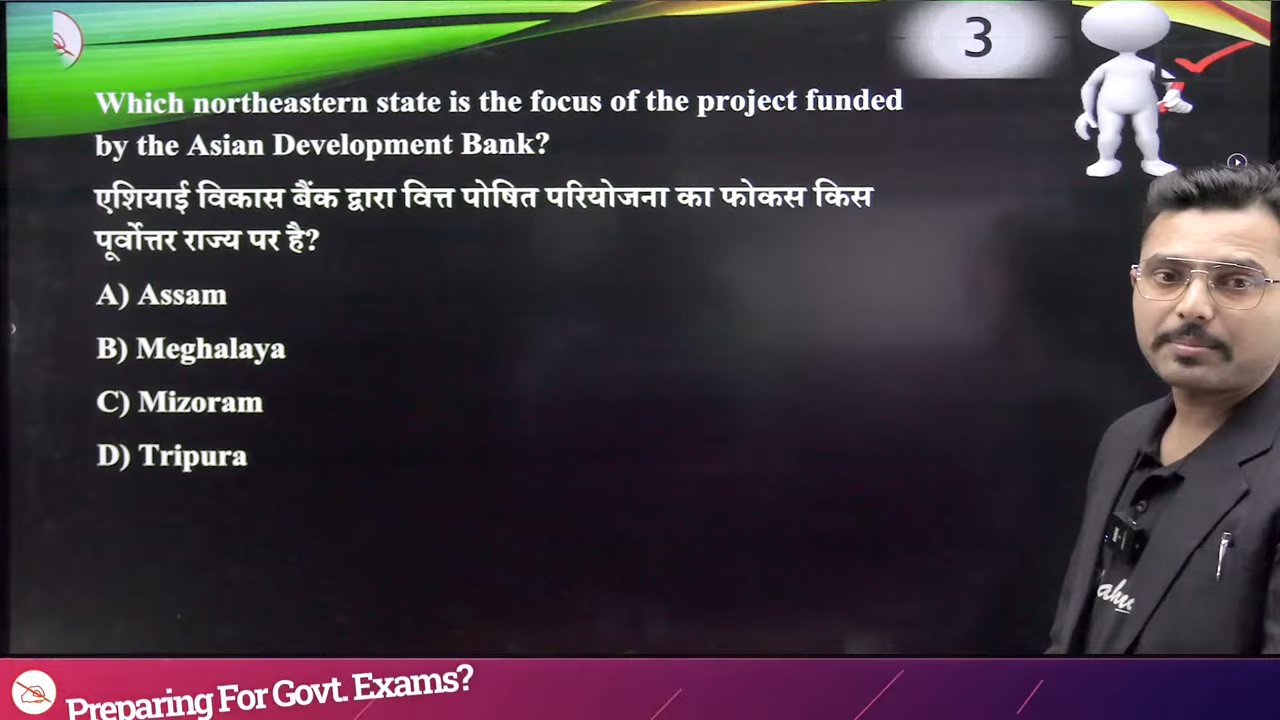 3
Which northeastern state is the focus of the project funded
by the Asian Development Bank?
एशियाई विकास बैंक द्वारा वित्त पोषित परियोजना का फोकस किस
पूर्वोत्तर राज्य पर है?
A) Assam
B) Meghalaya
C) Mizoram
D) Tripura
Preparing For Govt. Exams?